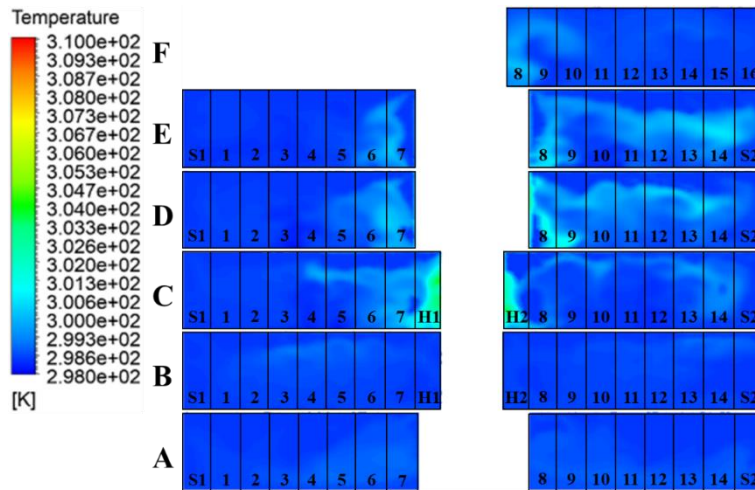 Temperature
3.100e+02
3.093e+02
3.087e+02
3.080e+02
3.073e+02
3.067e+02
3.060e+02
3.053e+02
3.047e+02
3.040e+02
3.033e+02
3.026e+02
3.020e+02
3.013e+02
3.006e+02
3.000e+02
2.993e+02
2.986e+02
2.980e+02
[K]
F
8 9 10 11 12 13 14 15 16
E
S1 1 2 3 4 5 6 7
8 9 10 11 12 13 14 S2
D
S1 1 2 3 4 5 6 7
8 9 10 11 12 13 14 S2
C
S1 1 2 3 4 5 6 7 H1
H2 8 9 10 11 12 13 14 S2
B
S1 1 2 3 4 5 6 7 H1
H2 8 9 10 11 12 13 14 S2
A
S1 1 2 3 4 5 6 7
8 9 10 11 12 13 14 S2